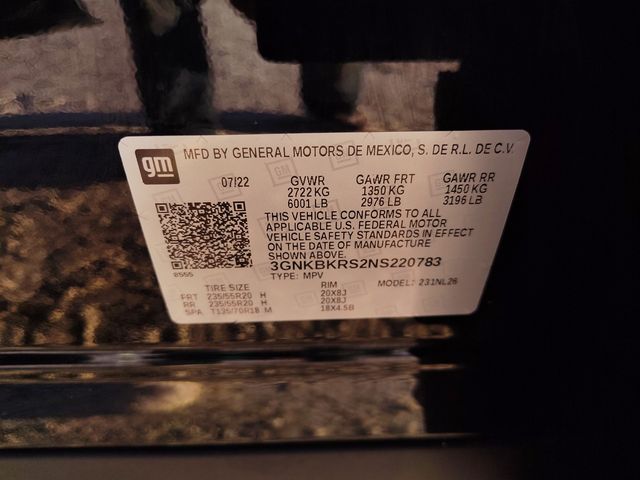 gm MFD BY GENERAL MOTORS DE MEXICO, S. DE R.L. DE C.V.
07/22 GVWR GAWR FRT GAWR RR
2722 KG 1350 KG 1450 KG
6001 LB 2976 LB 3196 LB
THIS VEHICLE CONFORMS TO ALL
APPLICABLE U.S. FEDERAL MOTOR
VEHICLE SAFETY STANDARDS IN EFFECT
ON THE DATE OF MANUFACTURE
SHOWN ABOVE.
3GNKBKRS2NS220783
8555 TYPE: MPV MODEL: 231NL26
TIRE SIZE RIM
FRT 235/55R20 H 20X8J
RR 235/55R20 H 20X8J
SPA T135/70R18 M 18X4.5B